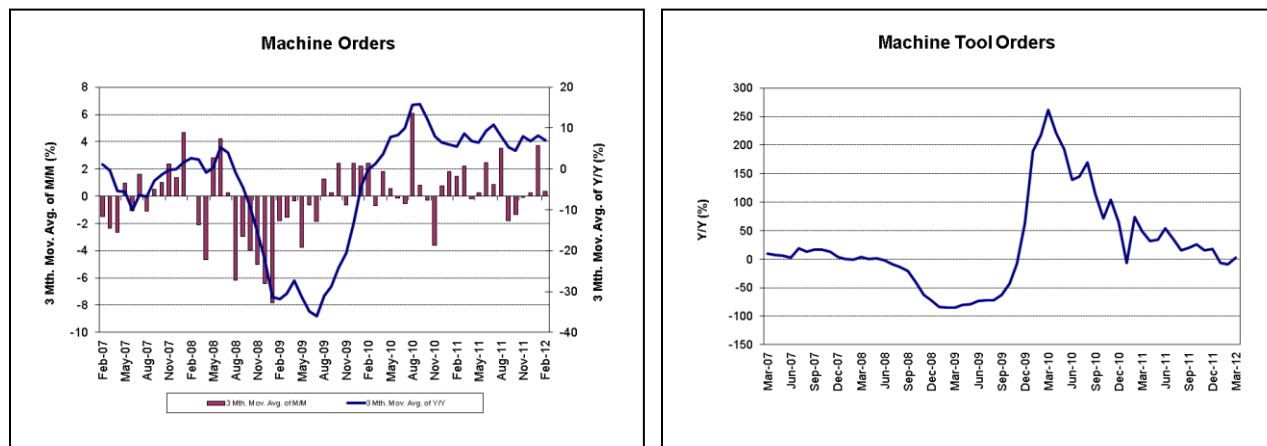 Machine Orders
3 Mth. Mov. Avg. of M/M (%)
8
6
4
2
0
-2
-4
-6
-8
-10
20
10
0
-10
-20
-30
-40
3 Mth. Mov. Avg. of Y/Y (%)
Feb-07
May-07
Aug-07
Nov-07
Feb-08
May-08
Aug-08
Nov-08
Feb-09
May-09
Aug-09
Nov-09
Feb-10
May-10
Aug-10
Nov-10
Feb-11
May-11
Aug-11
Nov-11
Feb-12
3 Mth. Mov. Avg. of M/M
3 Mth. Mov. Avg. of Y/Y
Machine Tool Orders
Y/Y (%)
300
250
200
150
100
50
0
-50
-100
-150
Mar-07
Jun-07
Sep-07
Dec-07
Mar-08
Jun-08
Sep-08
Dec-08
Mar-09
Jun-09
Sep-09
Dec-09
Mar-10
Jun-10
Sep-10
Dec-10
Mar-11
Jun-11
Sep-11
Dec-11
Mar-12